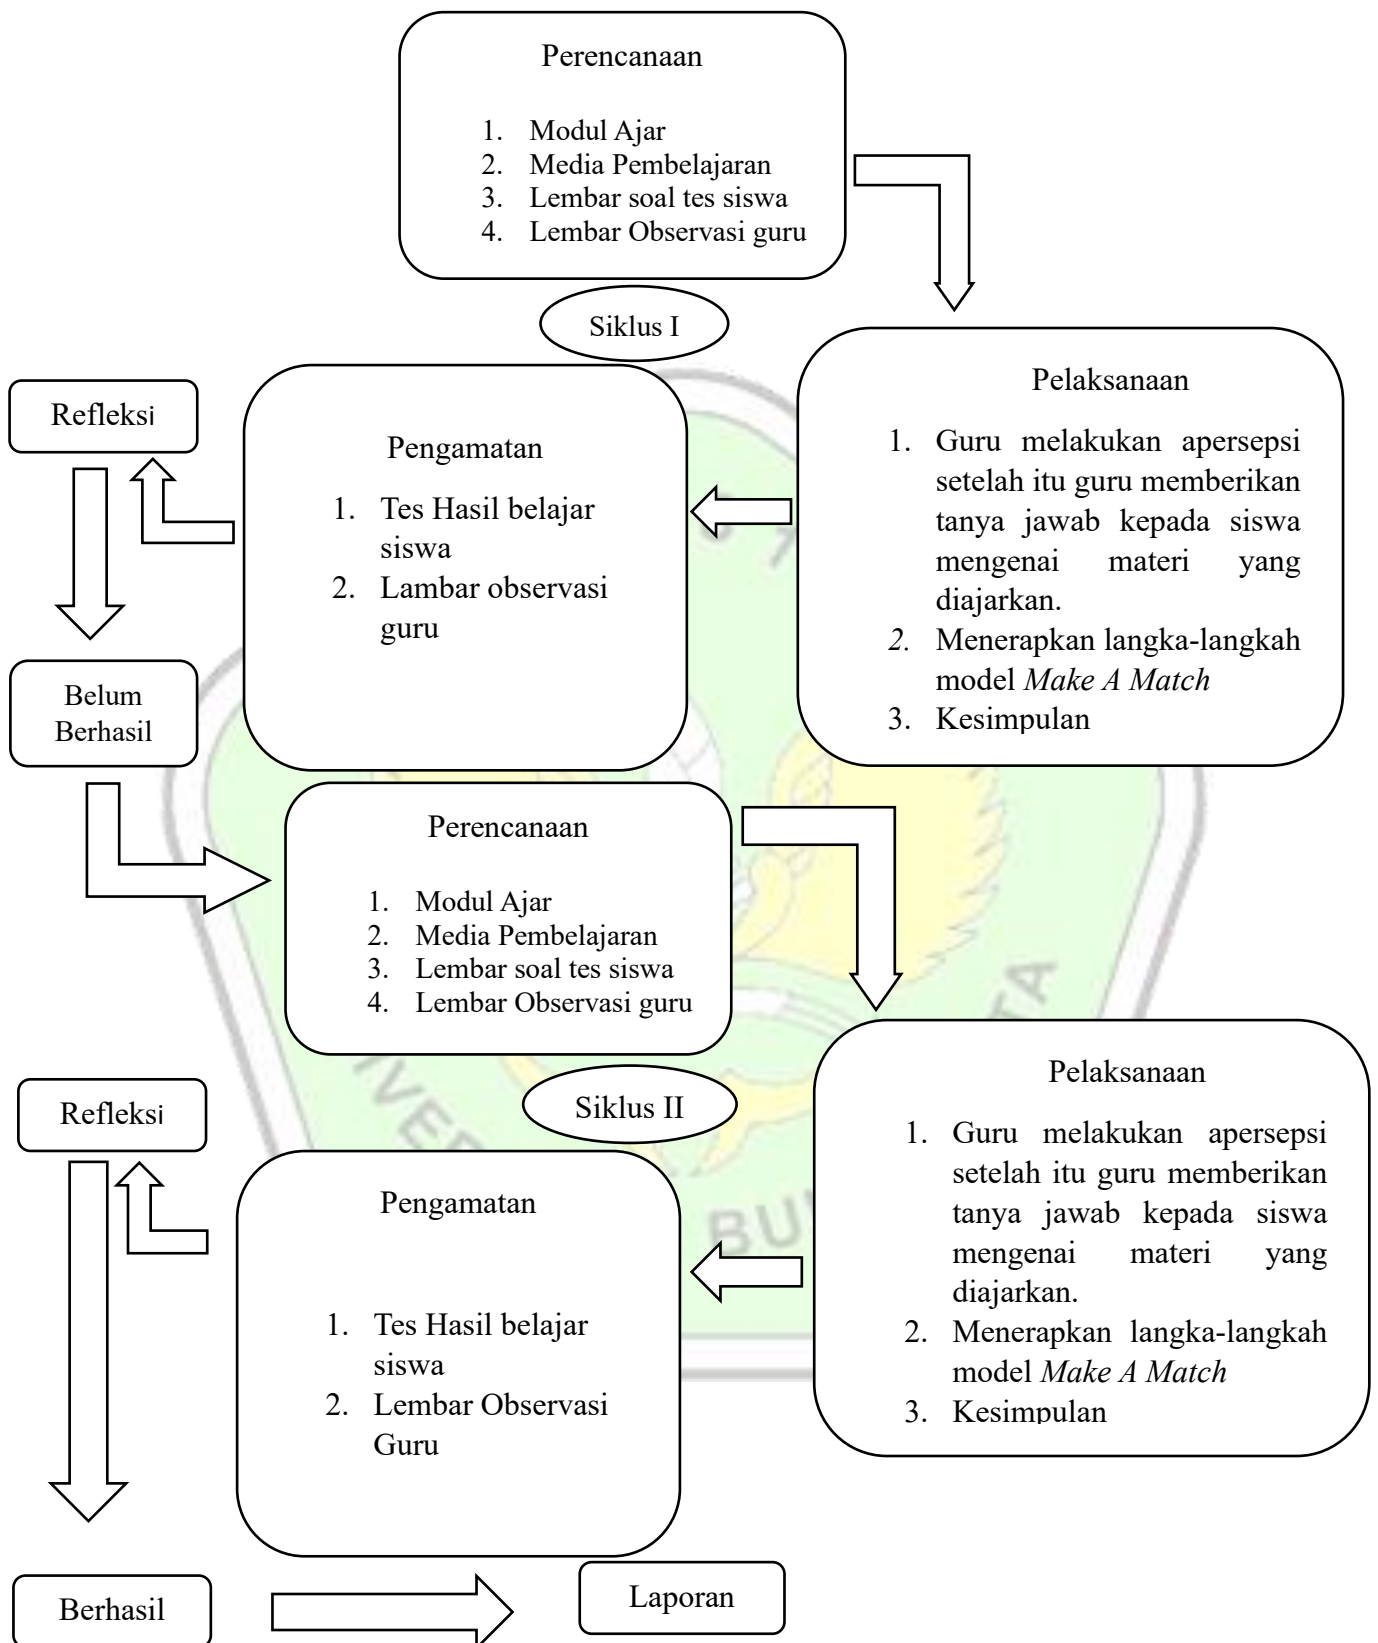 Perencanaan
1. Modul Ajar
2. Media Pembelajaran
3. Lembar soal tes siswa
4. Lembar Observasi guru
Siklus I
Pelaksanaan
1. Guru melakukan apersepsi
setelah itu guru memberikan
tanya jawab kepada siswa
mengenai materi yang
diajarkan.
2. Menerapkan langka-langkah
model Make A Match
3. Kesimpulan
Pengamatan
1. Tes Hasil belajar
siswa
2. Lambar observasi
guru
Refleksi
Belum
Berhasil
Perencanaan
1. Modul Ajar
2. Media Pembelajaran
3. Lembar soal tes siswa
4. Lembar Observasi guru
Siklus II
Pelaksanaan
1. Guru melakukan apersepsi
setelah itu guru memberikan
tanya jawab kepada siswa
mengenai materi yang
diajarkan.
2. Menerapkan langka-langkah
model Make A Match
3. Kesimpulan
Pengamatan
1. Tes Hasil belajar
siswa
2. Lembar Observasi
Guru
Refleksi
Berhasil
Laporan